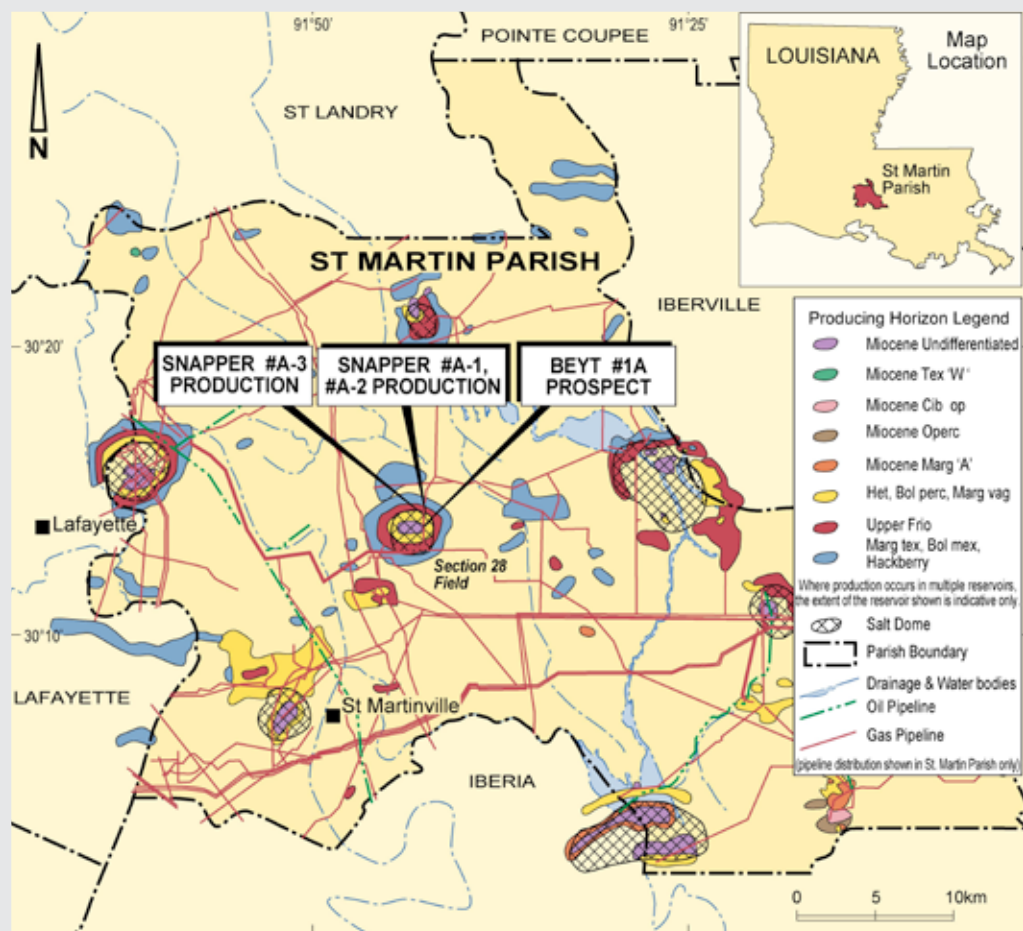 91°50'
91°25'
POINTE COUPEE
LOUISIANA
Map
Location
ST LANDRY
N
St Martin
Parish
ST MARTIN PARISH
IBERVILLE
30°20'
SNAPPER #A-3
PRODUCTION
SNAPPER #A-1,
#A-2 PRODUCTION
BEYT #1A
PROSPECT
Lafayette
Section 28
Field
30°10'
LAFAYETTE
St Martinville
IBERIA
Producing Horizon Legend
Miocene Undifferentiated
Miocene Tex 'W'
Miocene Cib op
Miocene Operc
Miocene Marg 'A'
Het, Bol perc, Marg vag
Upper Frio
Marg tex, Bol mex,
Hackberry
Where production occurs in multiple reservoirs,
the extent of the reservoir shown is indicative only.
Salt Dome
Parish Boundary
Drainage & Water bodies
Oil Pipeline
Gas Pipeline
(pipeline distribution shown in St. Martin Parish only)
0 5 10km